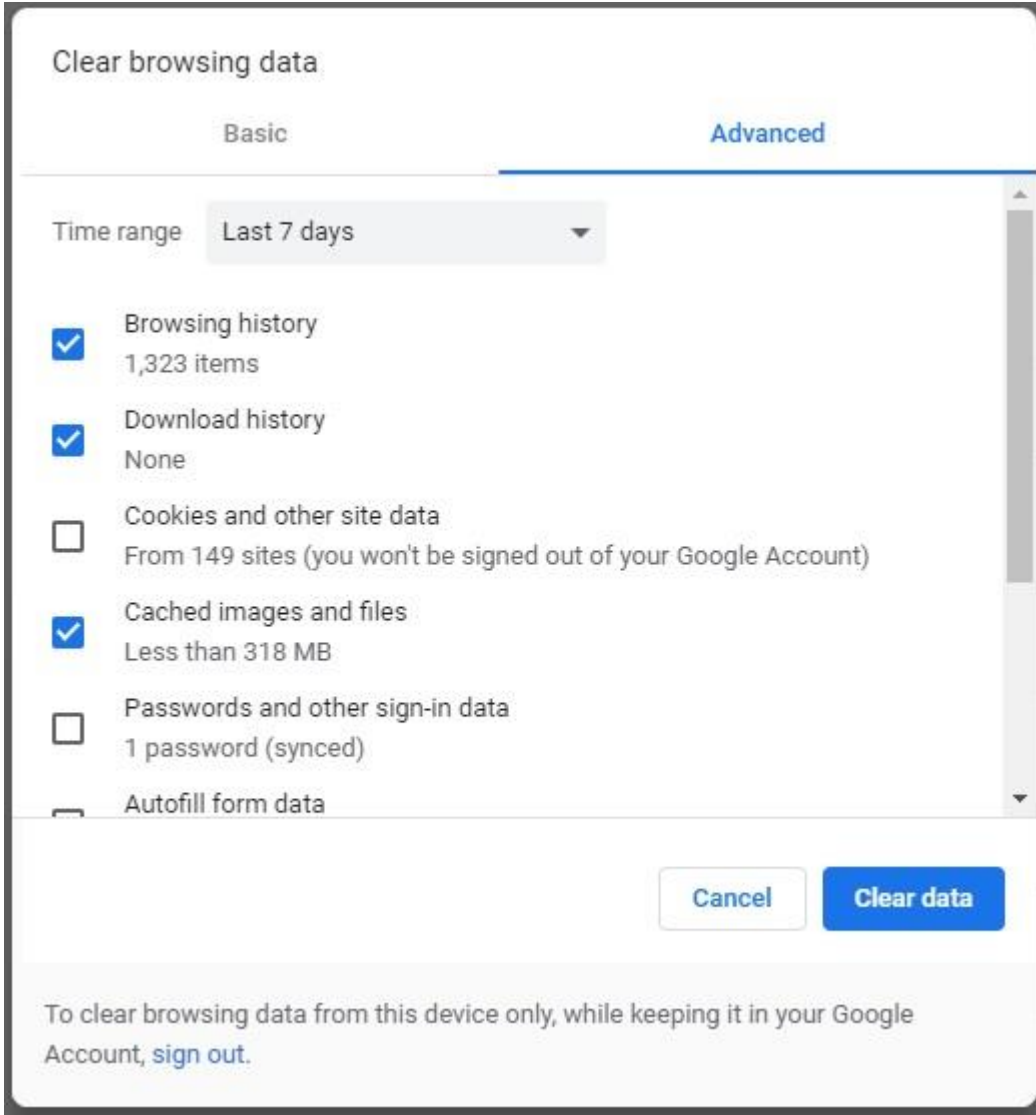 Clear browsing data
Basic
Advanced
Time range
Last 7 days
Browsing history
1,323 items
Download history
None
Cookies and other site data
From 149 sites (you won't be signed out of your Google Account)
Cached images and files
Less than 318 MB
Passwords and other sign-in data
1 password (synced)
Autofill form data
Cancel
Clear data
To clear browsing data from this device only, while keeping it in your Google
Account, sign out.